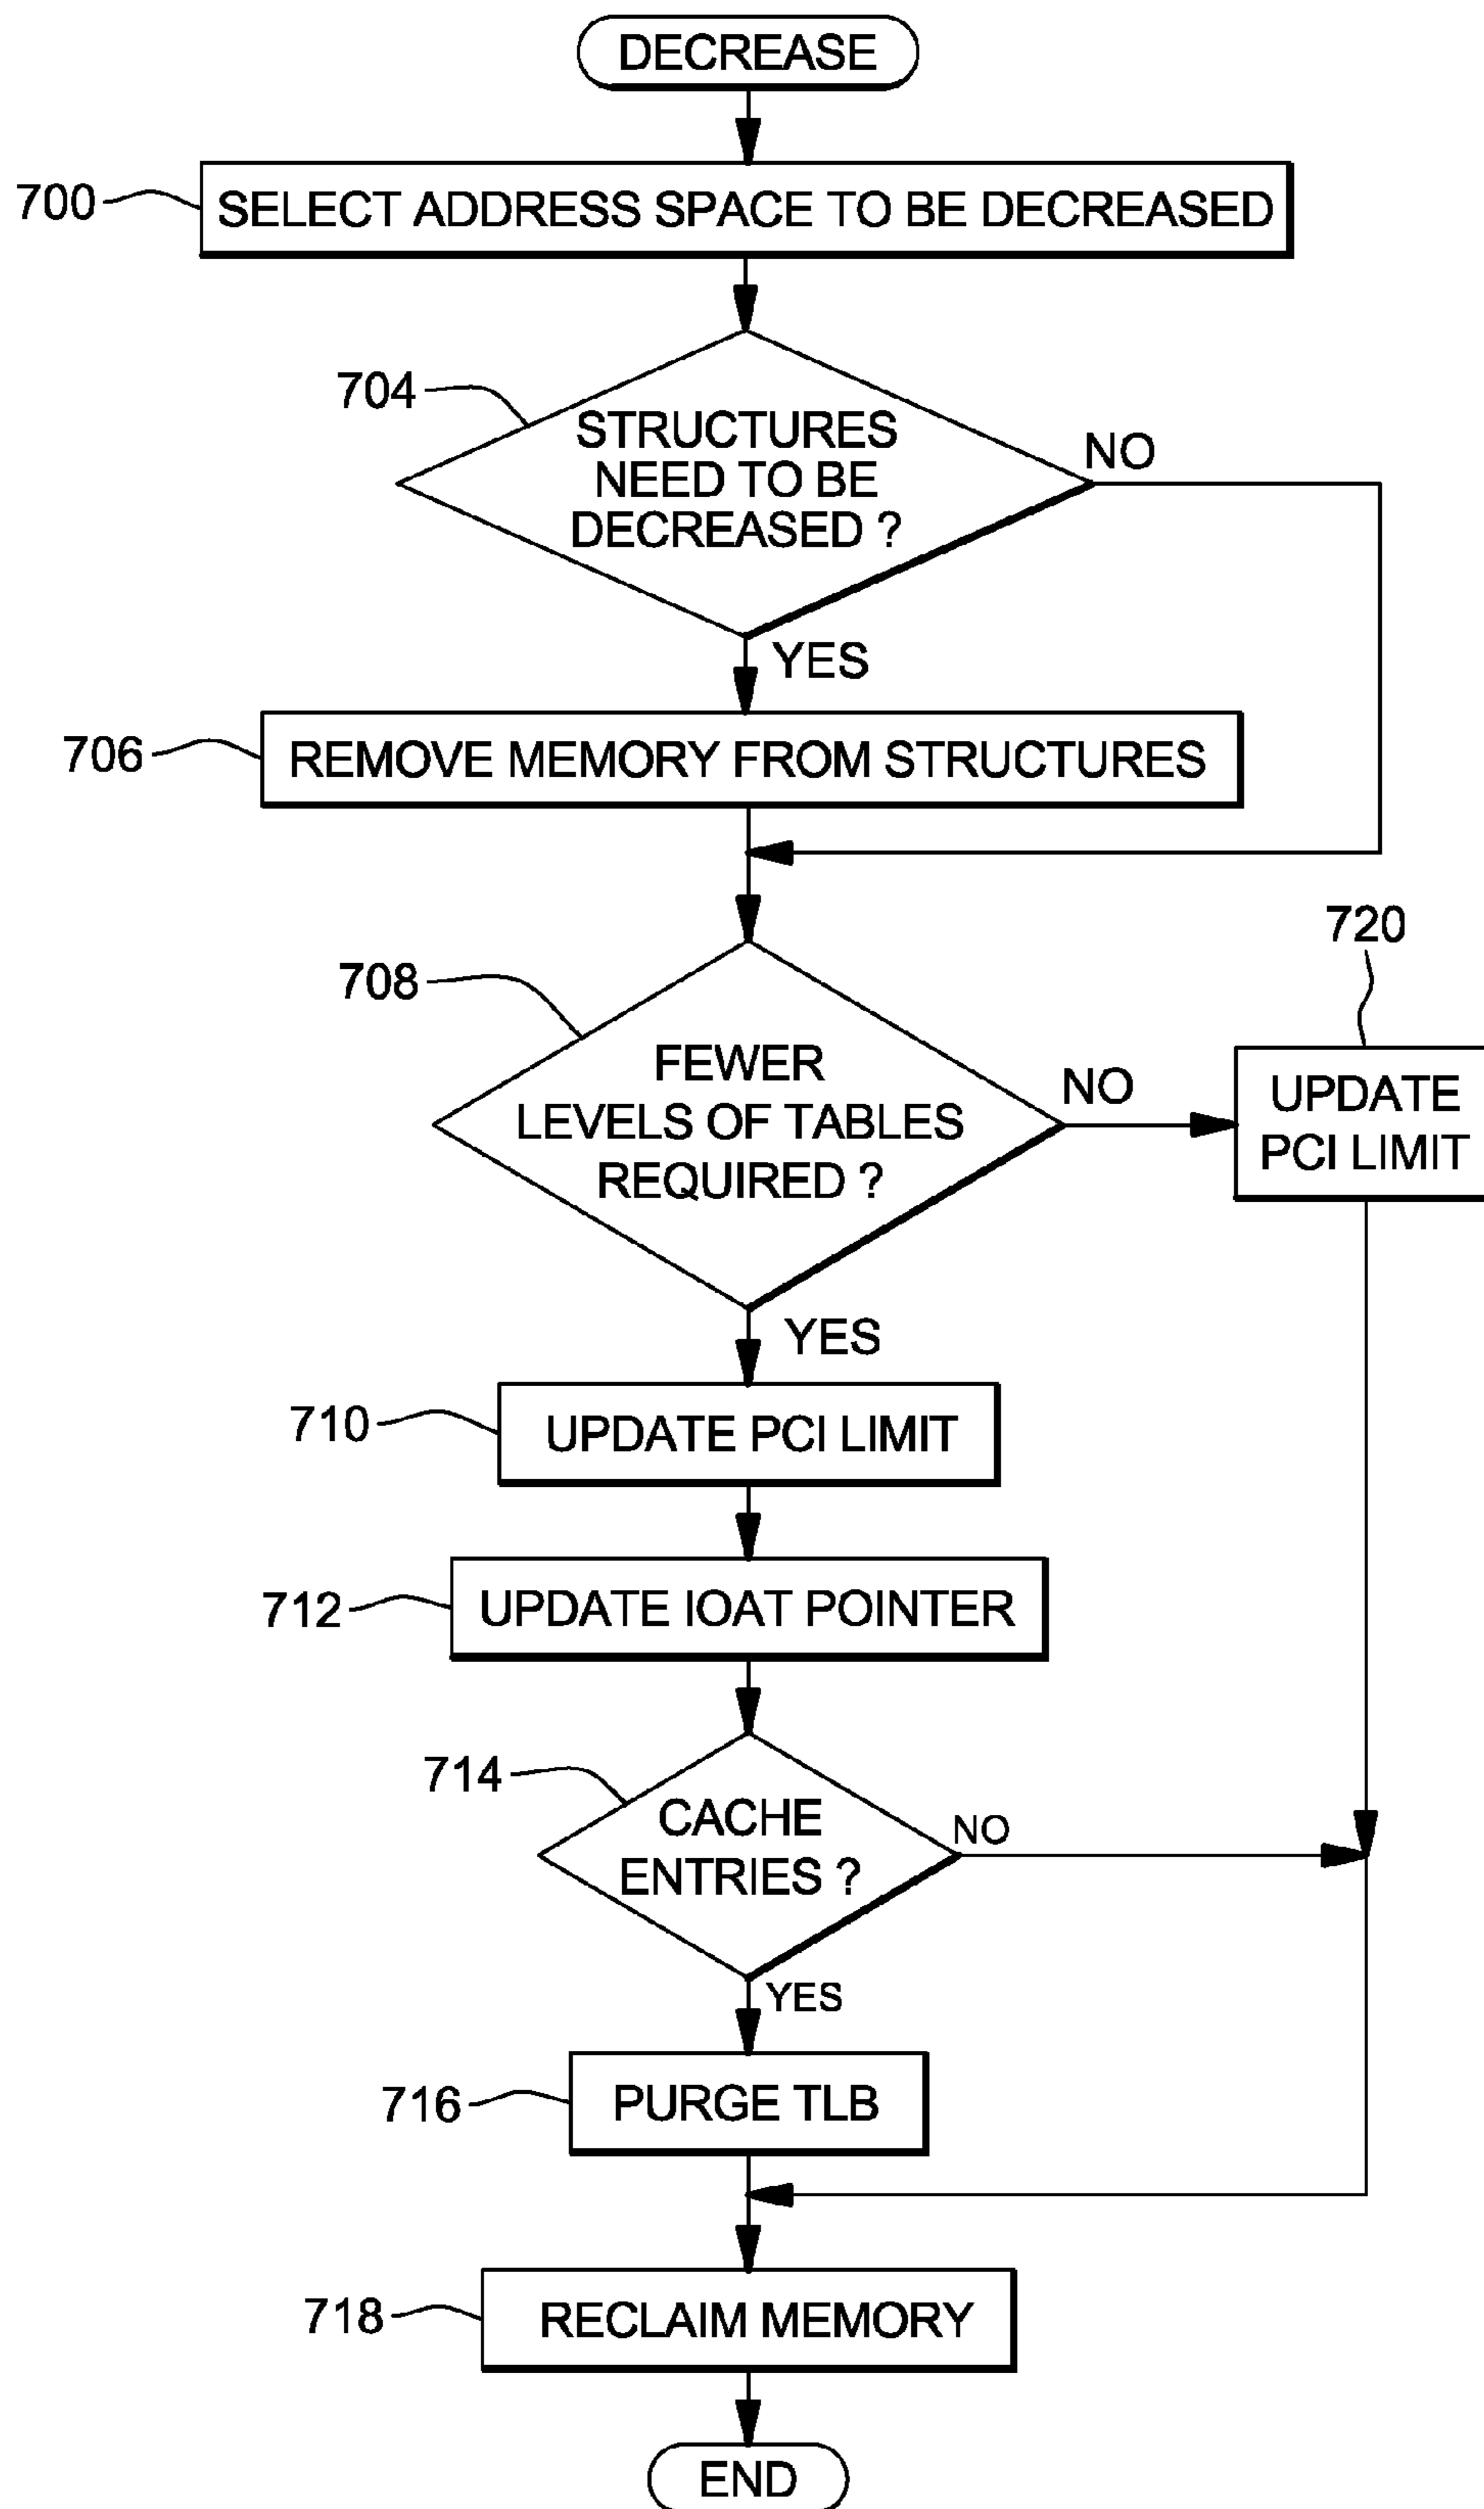 DECREASE
700
SELECT ADDRESS SPACE TO BE DECREASED
704
STRUCTURES
NEED TO BE
DECREASED ?
NO
YES
706
REMOVE MEMORY FROM STRUCTURES
708
FEWER
LEVELS OF TABLES
REQUIRED ?
NO
720
UPDATE
PCI LIMIT
YES
710
UPDATE PCI LIMIT
712
UPDATE IOAT POINTER
714
CACHE
ENTRIES ?
NO
YES
716
PURGE TLB
718
RECLAIM MEMORY
END